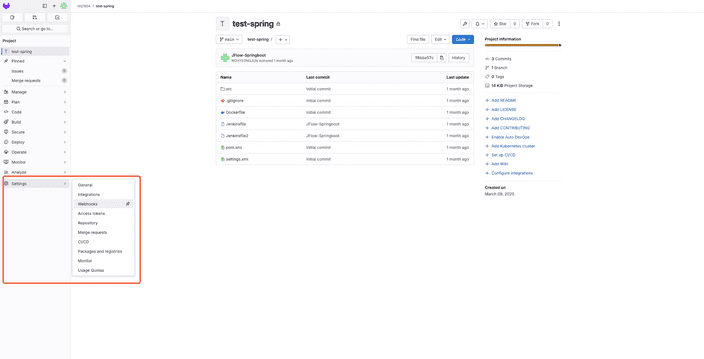 test-spring
Search or go to...
Project
T test-spring
Pinned
Issues 0
Merge requests 0
Manage
Plan
Code
Build
Secure
Deploy
Operate
Monitor
Analyze
Settings
General
Integrations
Webhooks
Access tokens
Repository
Merge requests
CI/CD
Packages and registries
Monitor
Usage Quotas
T test-spring
Star 0
Fork 0
main
test-spring /
Find file
Edit
Code
JFlow-Springboot
authored 1 month ago
History
Name Last commit Last update
src Initial commit 1 month ago
.gitignore Initial commit 1 month ago
Dockerfile Initial commit 1 month ago
Jenkinsfile JFlow-Springboot 1 month ago
Jenkinsfile2 JFlow-Springboot 1 month ago
pom.xml Initial commit 1 month ago
settings.xml Initial commit 1 month ago
Project information
3 Commits
1 Branch
0 Tags
14 KiB Project Storage
Add README
Add LICENSE
Add CHANGELOG
Add CONTRIBUTING
Enable Auto DevOps
Add Kubernetes cluster
Set up CI/CD
Add Wiki
Configure Integrations
Created on